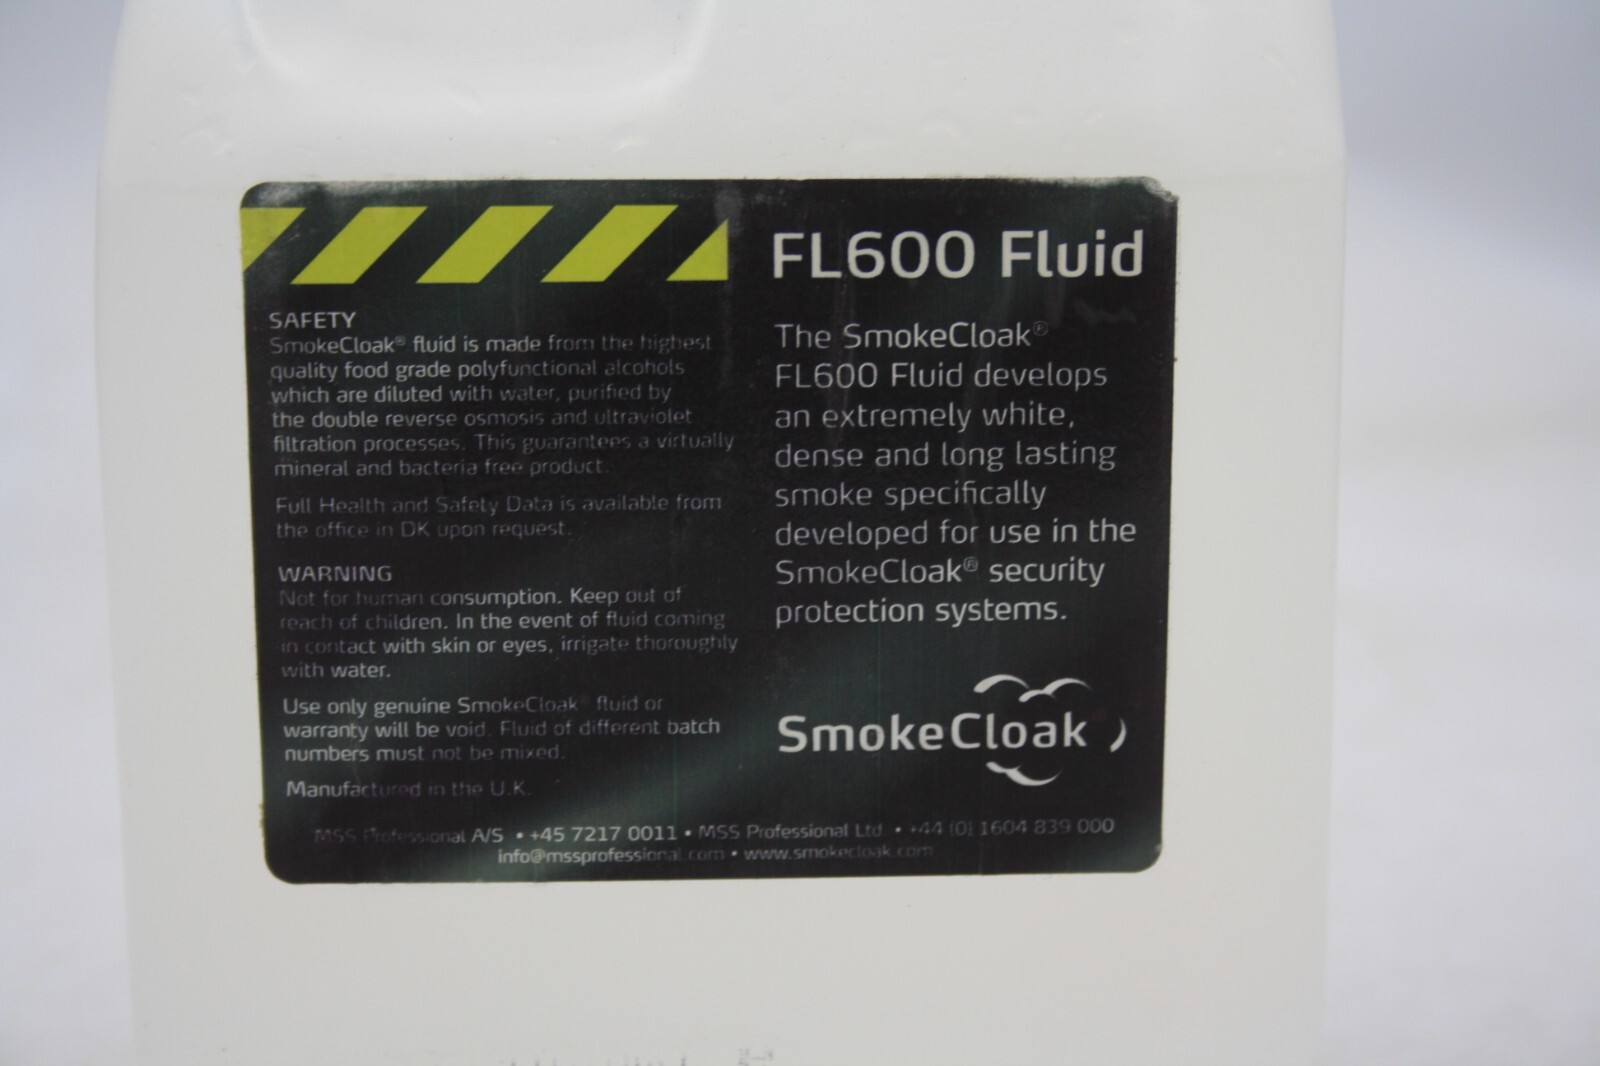 SAFETY
SmokeCloak® fluid is made from the highest
quality food grade polyfunctional alcohols
which are diluted with water, purified by
the double reverse osmosis and ultraviolet
filtration processes. This guarantees a virtually
mineral and bacteria free product.
Full Health and Safety Data is available from
the office in DK upon request.
WARNING
Not for human consumption. Keep out of
reach of children. In the event of fluid coming
in contact with skin or eyes, irrigate thoroughly
with water.
Use only genuine SmokeCloak® fluid or
warranty will be void. Fluid of different batch
numbers must not be mixed.
Manufactured in the U.K.
FL600 Fluid
The SmokeCloak®
FL600 Fluid develops
an extremely white,
dense and long lasting
smoke specifically
developed for use in the
SmokeCloak® security
protection systems.
SmokeCloak
MSS Professional A/S • +45 7217 0011 • MSS Professional Ltd. • +44 (0) 1604 839 000
info@mssprofessional.com • www.smokecloak.com